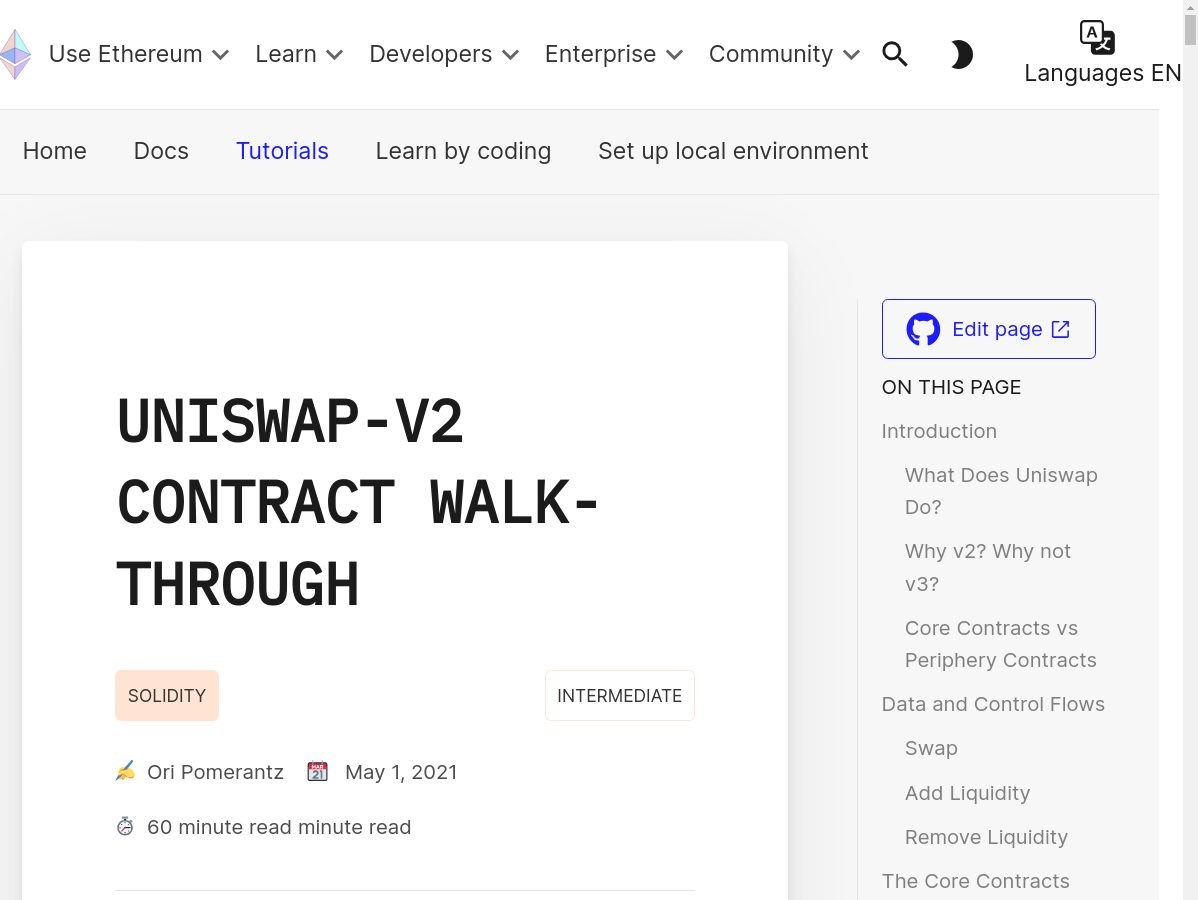 Use Ethereum Learn Developers Enterprise Community
Languages EN
Home Docs Tutorials Learn by coding Set up local environment
UNISWAP-V2
CONTRACT WALK-
THROUGH
SOLIDITY INTERMEDIATE
Ori Pomerantz May 1, 2021
60 minute read minute read
Edit page
ON THIS PAGE
Introduction
What Does Uniswap
Do?
Why v2? Why not
v3?
Core Contracts vs
Periphery Contracts
Data and Control Flows
Swap
Add Liquidity
Remove Liquidity
The Core Contracts